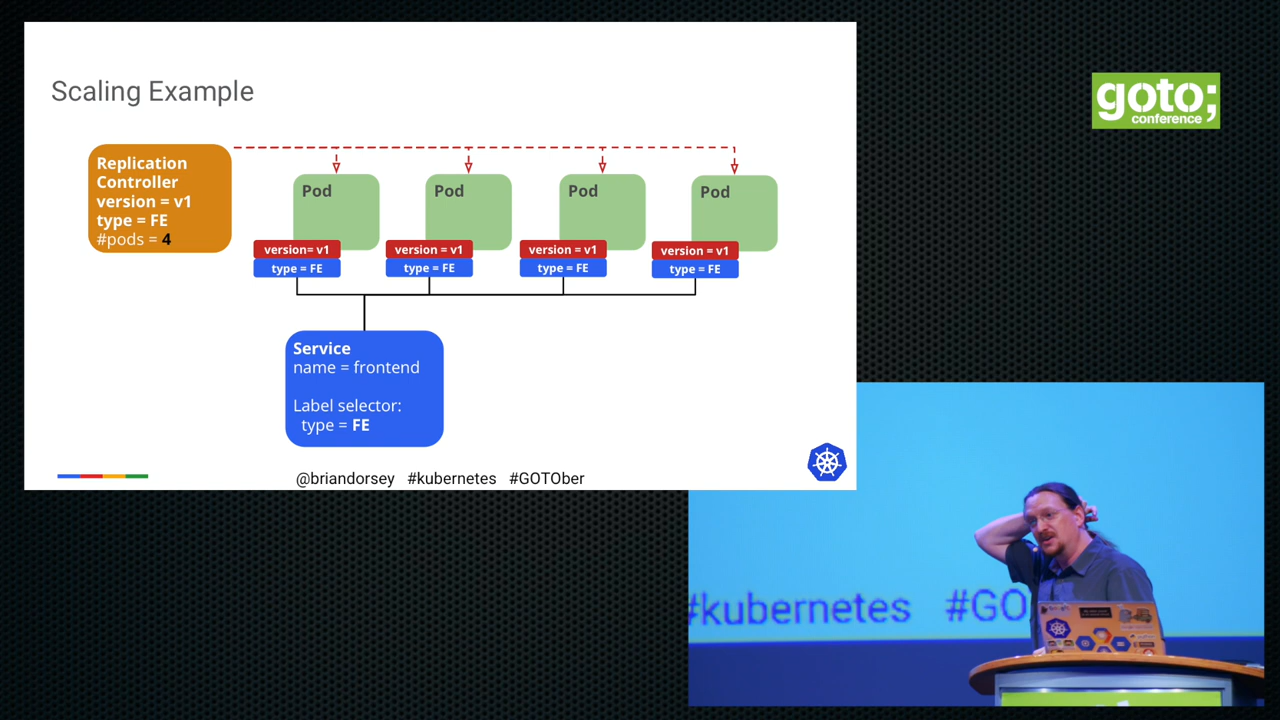 Scaling Example
Replication
Controller
version = v1
type = FE
#pods = 4
Pod
Pod
Pod
Pod
version= v1
type = FE
version = v1
type = FE
version = v1
type = FE
version = v1
type = FE
Service
name = frontend
Label selector:
type = FE
@briandorsey #kubernetes #GOTOber
goto;
conference
#kubernetes #GO